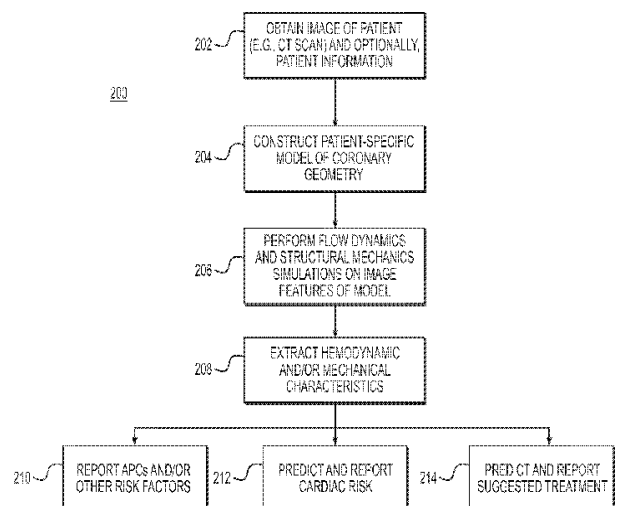 202
OBTAIN IMAGE OF PATIENT
(E.G., CT SCAN) AND OPTIONALLY,
PATIENT INFORMATION
200
204
CONSTRUCT PATIENT-SPECIFIC
MODEL OF CORONARY
GEOMETRY
206
PERFORM FLOW DYNAMICS
AND STRUCTURAL MECHANICS
SIMULATIONS ON IMAGE
FEATURES OF MODEL
208
EXTRACT HEMODYNAMIC
AND/OR MECHANICAL
CHARACTERISTICS
210
REPORT APCs AND/OR
OTHER RISK FACTORS
212
PREDICT AND REPORT
CARDIAC RISK
214
PREDICT AND REPORT
SUGGESTED TREATMENT